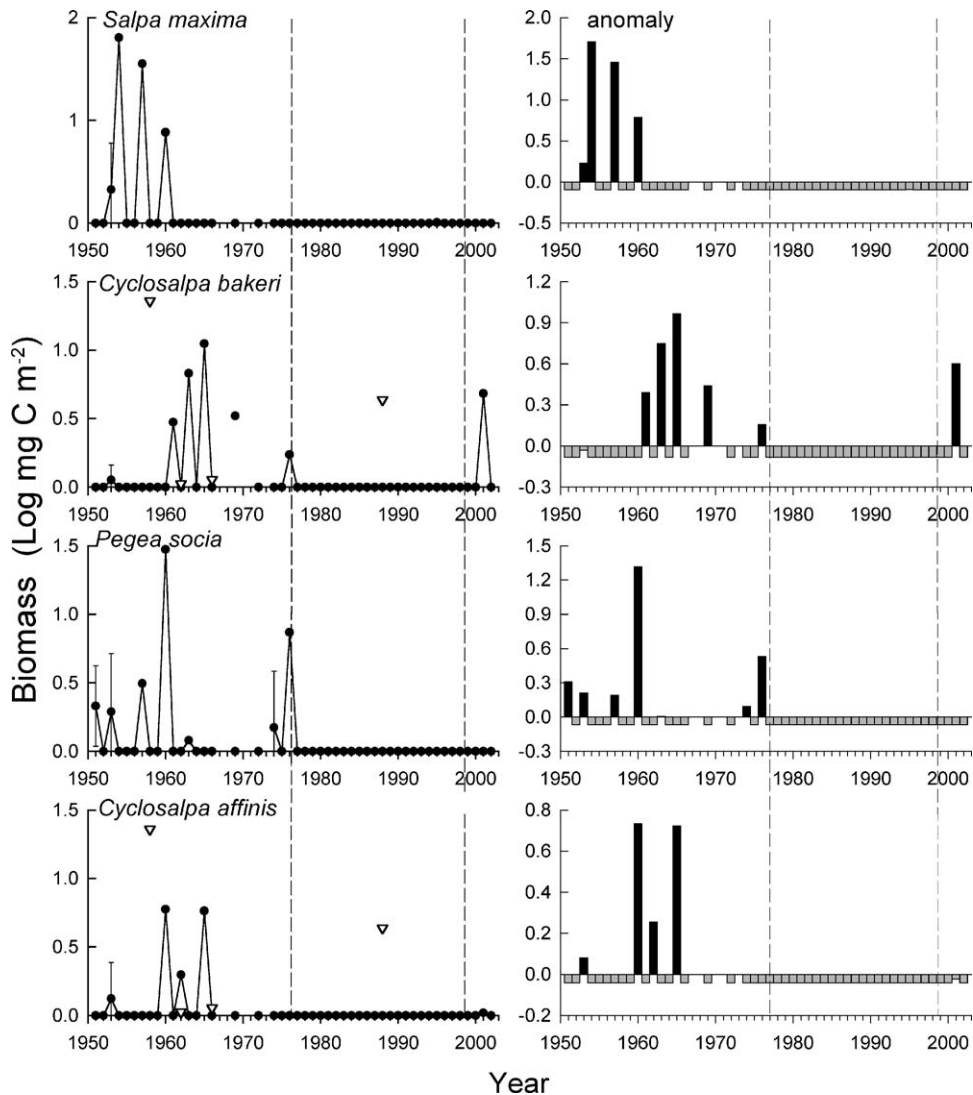 Salpa maxima
anomaly
2
1
0
1950 1960 1970 1980 1990 2000
2.0
1.5
1.0
0.5
0.0
-0.5
1950 1960 1970 1980 1990 2000
Cyclosalpa bakeri
1.5
1.0
0.5
0.0
1950 1960 1970 1980 1990 2000
1.2
0.9
0.6
0.3
0.0
-0.3
1950 1960 1970 1980 1990 2000
Pegea socia
1.5
1.0
0.5
0.0
1950 1960 1970 1980 1990 2000
1.5
1.2
0.9
0.6
0.3
0.0
-0.3
1950 1960 1970 1980 1990 2000
Cyclosalpa affinis
1.5
1.0
0.5
0.0
1950 1960 1970 1980 1990 2000
0.8
0.6
0.4
0.2
0.0
-0.2
1950 1960 1970 1980 1990 2000
Biomass (Log mg C m⁻²)
Year